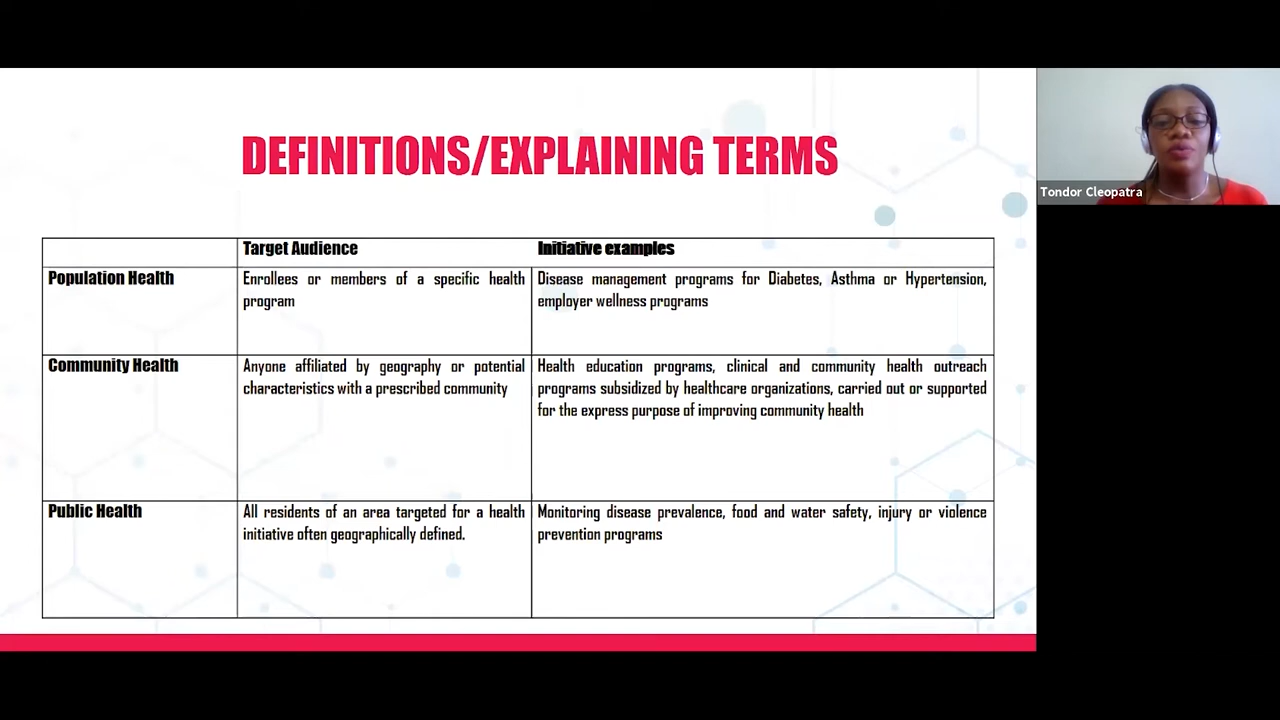 DEFINITIONS/EXPLAINING TERMS
Target Audience
Initiative examples
Population Health
Enrollees or members of a specific health
program
Disease management programs for Diabetes, Asthma or Hypertension,
employer wellness programs
Community Health
Anyone affiliated by geography or potential
characteristics with a prescribed community
Health education programs, clinical and community health outreach
programs subsidized by healthcare organizations, carried out or supported
for the express purpose of improving community health
Public Health
All residents of an area targeted for a health
initiative often geographically defined.
Monitoring disease prevalence, food and water safety, injury or violence
prevention programs
Tondor Cleopatra